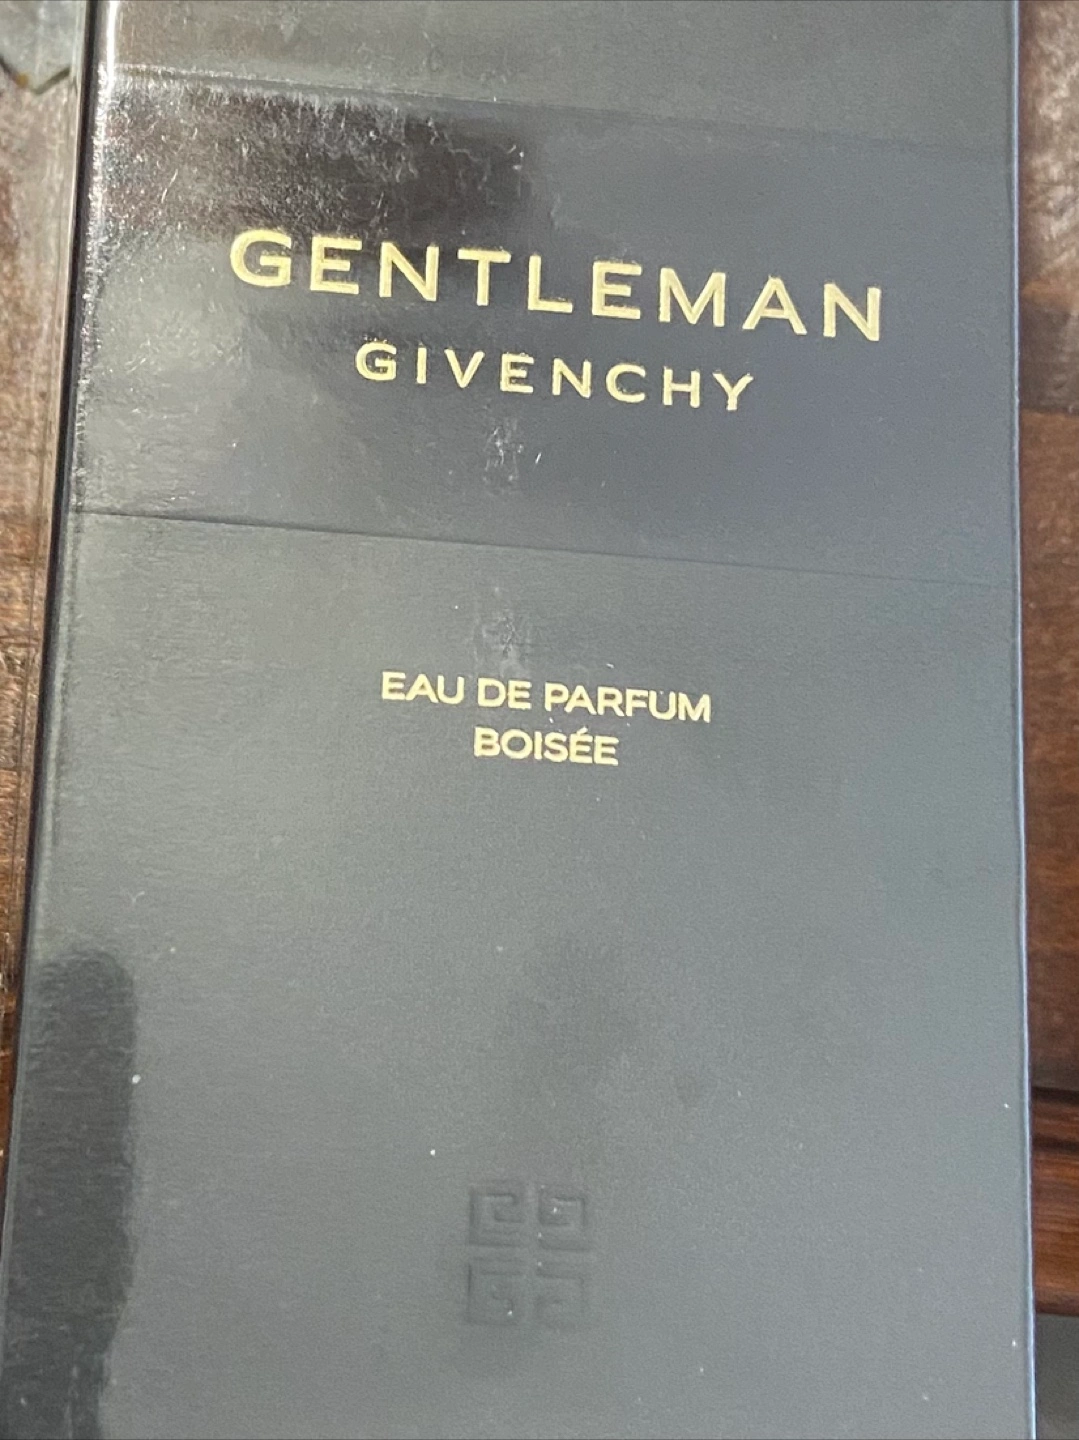 GENTLEMAN
GIVENCHY
EAU DE PARFUM
BOISÉE